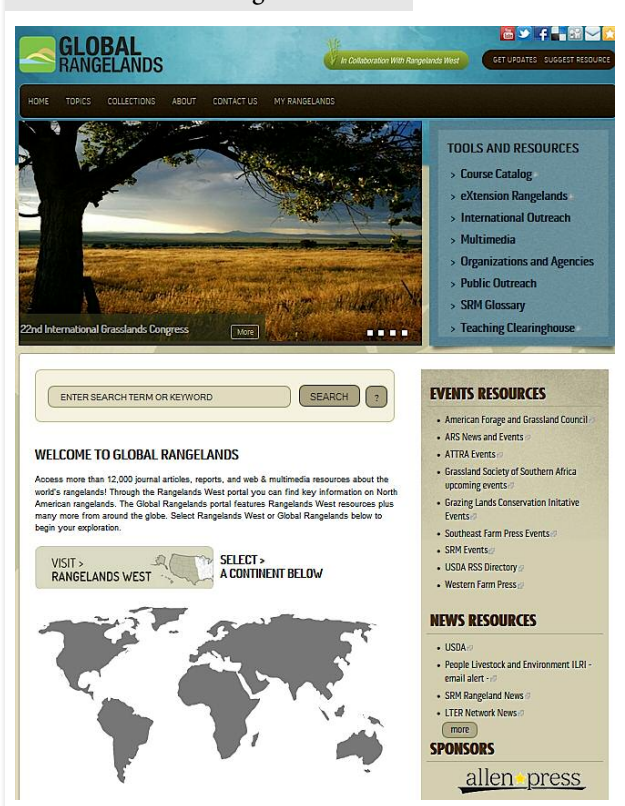 GLOBAL
RANGELANDS
In Collaboration With Rangelands West
GET UPDATES SUGGEST RESOURCE
HOME TOPICS COLLECTIONS ABOUT CONTACT US MY RANGELANDS
22nd International Grasslands Congress
More
TOOLS AND RESOURCES
> Course Catalog
> eXtension Rangelands
> International Outreach
> Multimedia
> Organizations and Agencies
> Public Outreach
> SRM Glossary
> Teaching Clearinghouse
ENTER SEARCH TERM OR KEYWORD
SEARCH
?
WELCOME TO GLOBAL RANGELANDS
Access more than 12,000 journal articles, reports, and web & multimedia resources about the
world's rangelands! Through the Rangelands West portal you can find key information on North
American rangelands. The Global Rangelands portal features Rangelands West resources plus
many more from around the globe. Select Rangelands West or Global Rangelands below to
begin your exploration.
VISIT >
RANGELANDS WEST
SELECT >
A CONTINENT BELOW
EVENTS RESOURCES
• American Forage and Grassland Council
• ARS News and Events
• ATTRA Events
• Grassland Society of Southern Africa
upcoming events
• Grazing Lands Conservation Initative
Events
• Southeast Farm Press Events
• SRM Events
• USDA RSS Directory
• Western Farm Press
NEWS RESOURCES
• USDA
• People Livestock and Environment ILRI -
email alert -
• SRM Rangeland News
• LTER Network News
more
SPONSORS
allen press